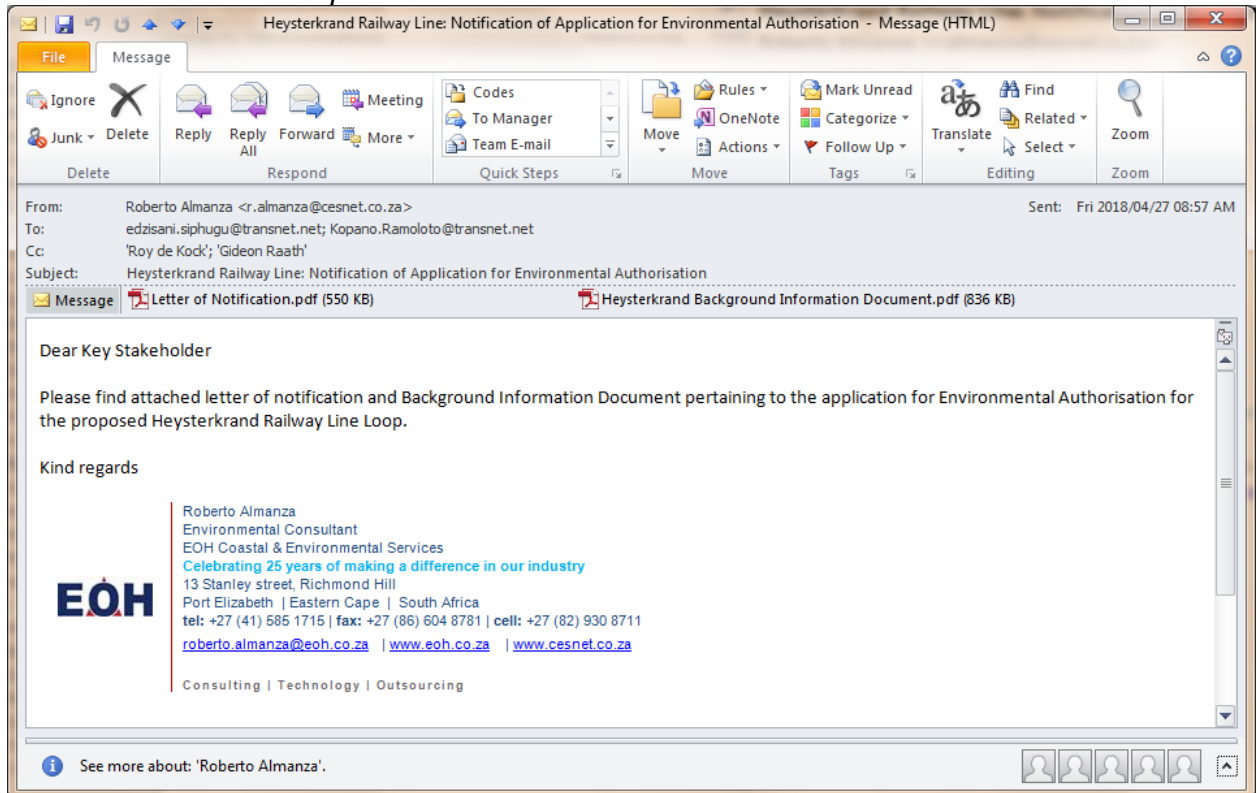 Heysterkrand Railway Line: Notification of Application for Environmental Authorisation - Message (HTML)
File Message
Ignore
Junk
Delete
Reply
Reply All
Forward
Meeting
More
Codes
To Manager
Team E-mail
Move
Rules
OneNote
Actions
Mark Unread
Categorize
Follow Up
Translate
Find
Related
Select
Zoom
Delete Respond Quick Steps Move Tags Editing Zoom
From: Roberto Almanza <r.almanza@cesnet.co.za> Sent: Fri 2018/04/27 08:57 AM
To: edzisani.siphugu@transnet.net; Kopano.Ramoloto@transnet.net
Cc: 'Roy de Kock'; 'Gideon Raath'
Subject: Heysterkrand Railway Line: Notification of Application for Environmental Authorisation
Message Letter of Notification.pdf (550 KB) Heysterkrand Background Information Document.pdf (836 KB)
Dear Key Stakeholder
Please find attached letter of notification and Background Information Document pertaining to the application for Environmental Authorisation for
the proposed Heysterkrand Railway Line Loop.
Kind regards
EOH
Roberto Almanza
Environmental Consultant
EOH Coastal & Environmental Services
Celebrating 25 years of making a difference in our industry
13 Stanley street, Richmond Hill
Port Elizabeth | Eastern Cape | South Africa
tel: +27 (41) 585 1715 | fax: +27 (86) 604 8781 | cell: +27 (82) 930 8711
roberto.almanza@eoh.co.za | www.eoh.co.za | www.cesnet.co.za
Consulting | Technology | Outsourcing
See more about: 'Roberto Almanza'.